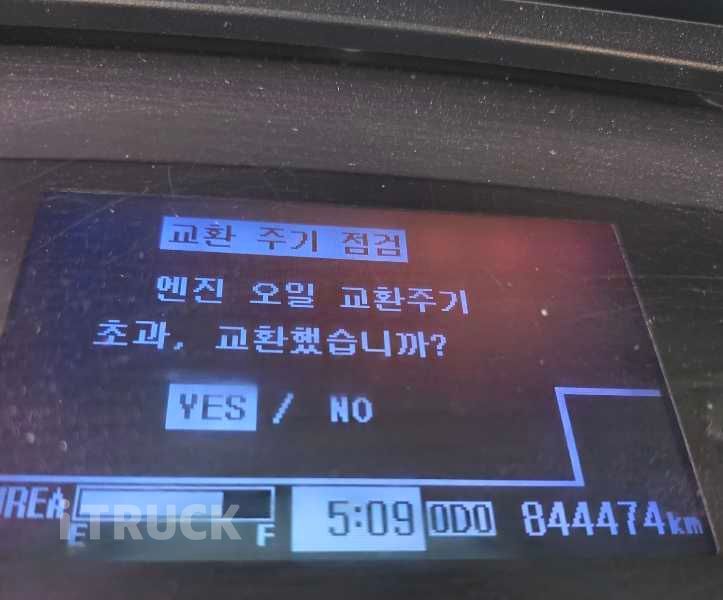 교환 주기 점검
엔진 오일 교환주기
초과, 교환했습니까?
YES / NO
UREA E F 5:09 ODO 844474km
iTRUCK